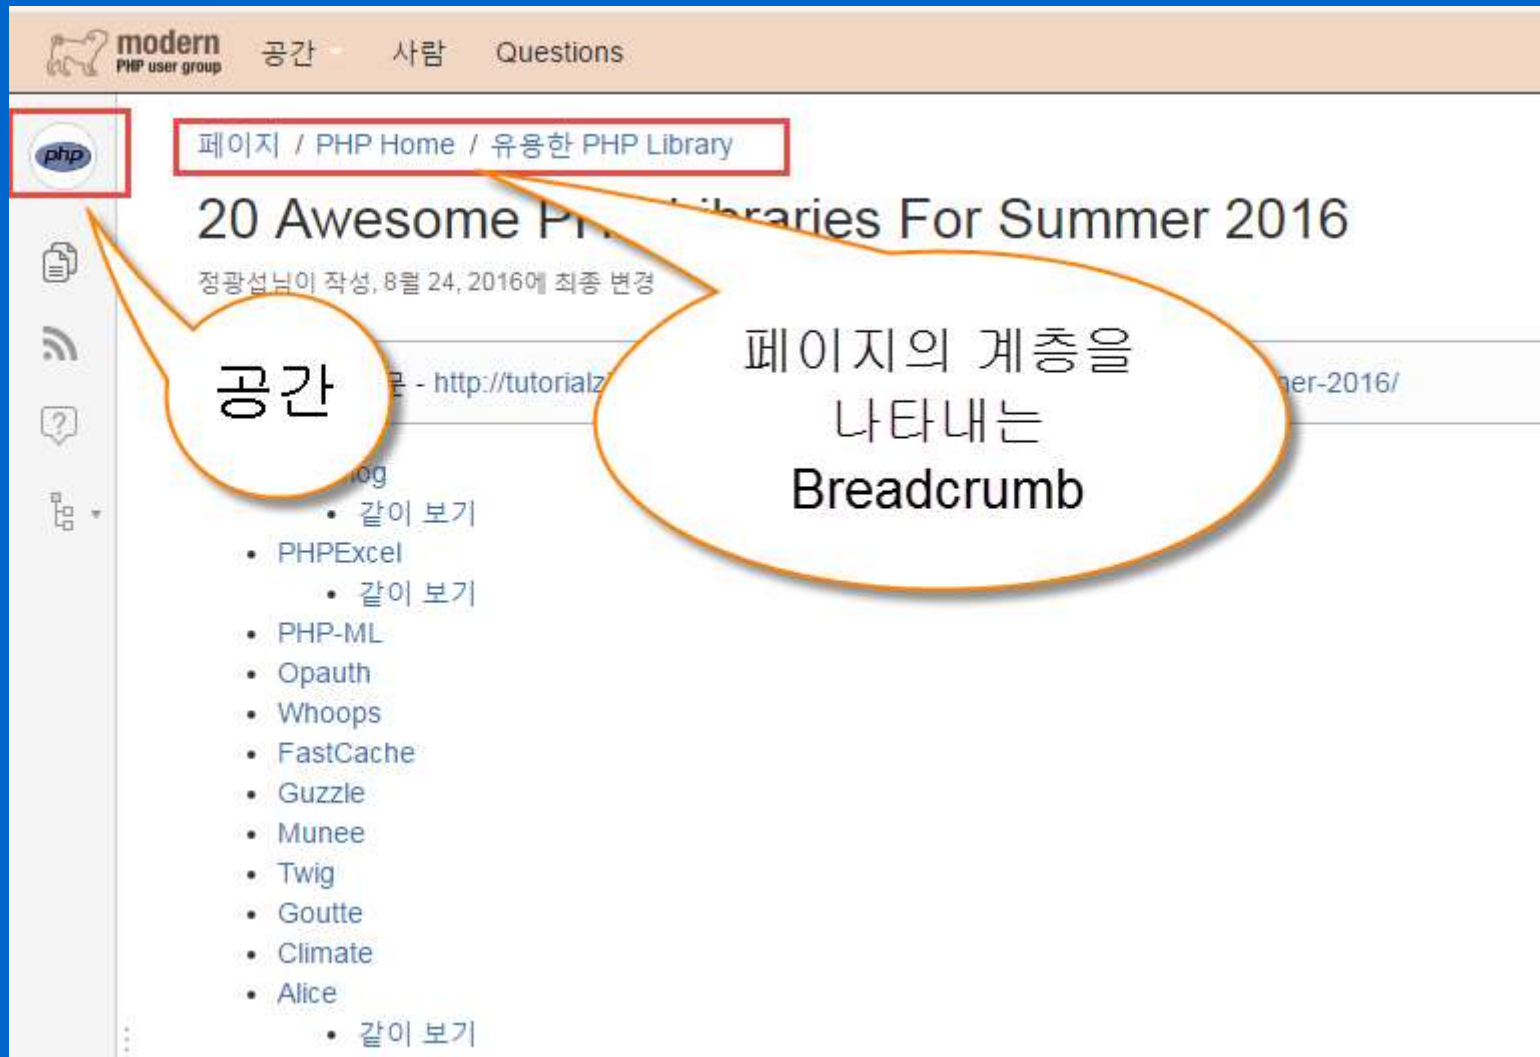 modern
PHP user group
공간 사람 Questions
php
페이지 / PHP Home / 유용한 PHP Library
20 Awesome Libraries For Summer 2016
정광섭님이 작성, 8월 24, 2016에 최종 변경
- http://tutorialz
2016/
공간
페이지의 계층을
나타내는
Breadcrumb
• 같이 보기
• PHPExcel
• 같이 보기
• PHP-ML
• Opauth
• Whoops
• FastCache
• Guzzle
• Munee
• Twig
• Goutte
• Climate
• Alice
• 같이 보기